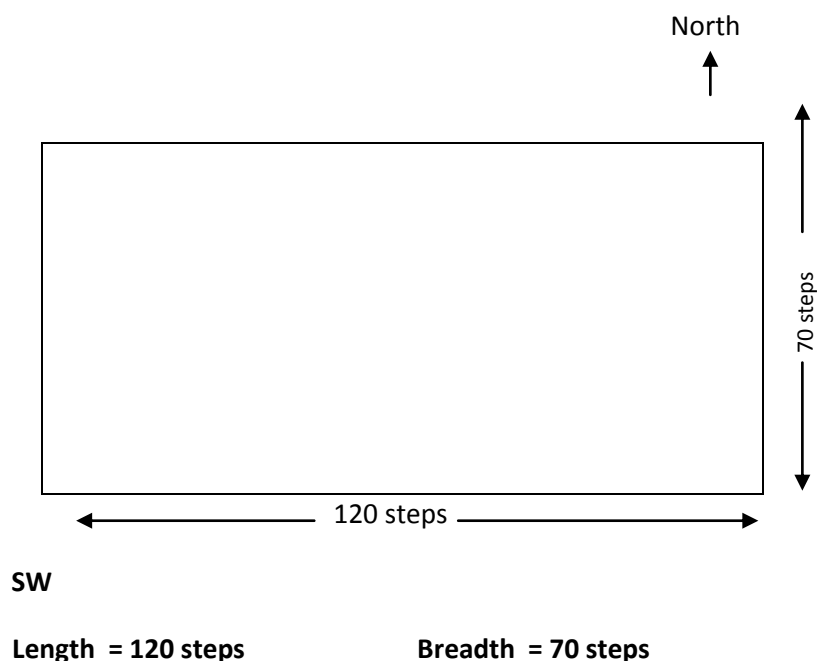 North
70 steps
120 steps
SW
Length = 120 steps Breadth = 70 steps